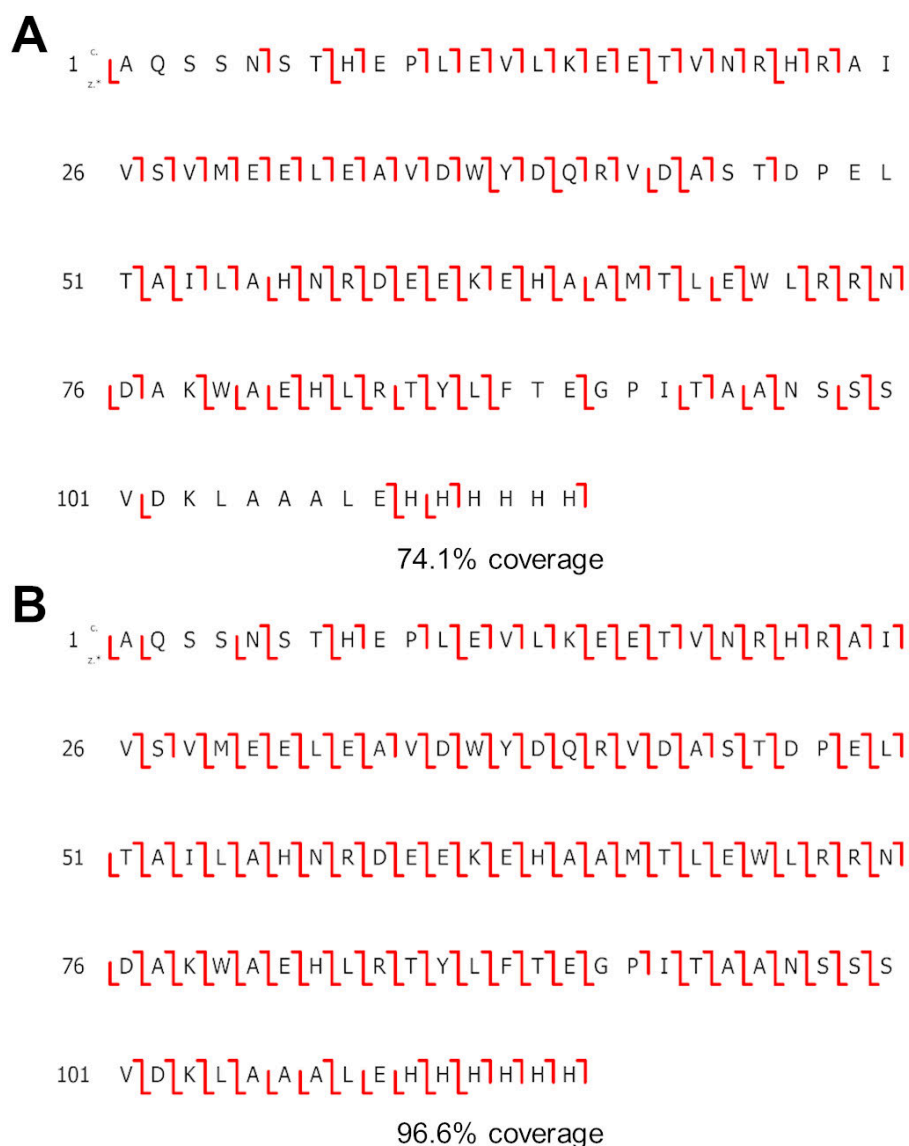 A
c.
1 A Q S S N S T H E P L E V L K E E T V N R H R A I
z.*
26 V S V M E E L E A V D W Y D Q R V D A S T D P E L
51 T A I L A H N R D E E K E H A A M T L E W L R R N
76 D A K W A E H L R T Y L F T E G P I T A A N S S S
101 V D K L A A A L E H H H H H H
74.1% coverage
B
c.
1 A Q S S N S T H E P L E V L K E E T V N R H R A I
z.*
26 V S V M E E L E A V D W Y D Q R V D A S T D P E L
51 T A I L A H N R D E E K E H A A M T L E W L R R N
76 D A K W A E H L R T Y L F T E G P I T A A N S S S
101 V D K L A A A L E H H H H H H
96.6% coverage